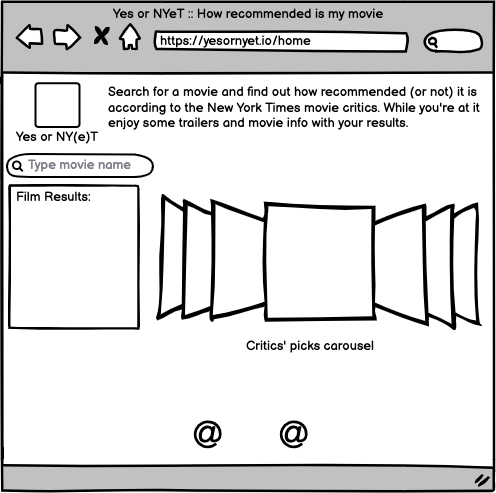 Yes or NYeT :: How recommended is my movie
https://yesornyet.io/home
Search for a movie and find out how recommended (or not) it is
according to the New York Times movie critics. While you're at it
enjoy some trailers and movie info with your results.
Yes or NY(e)T
Type movie name
Film Results:
Critics' picks carousel
@ @